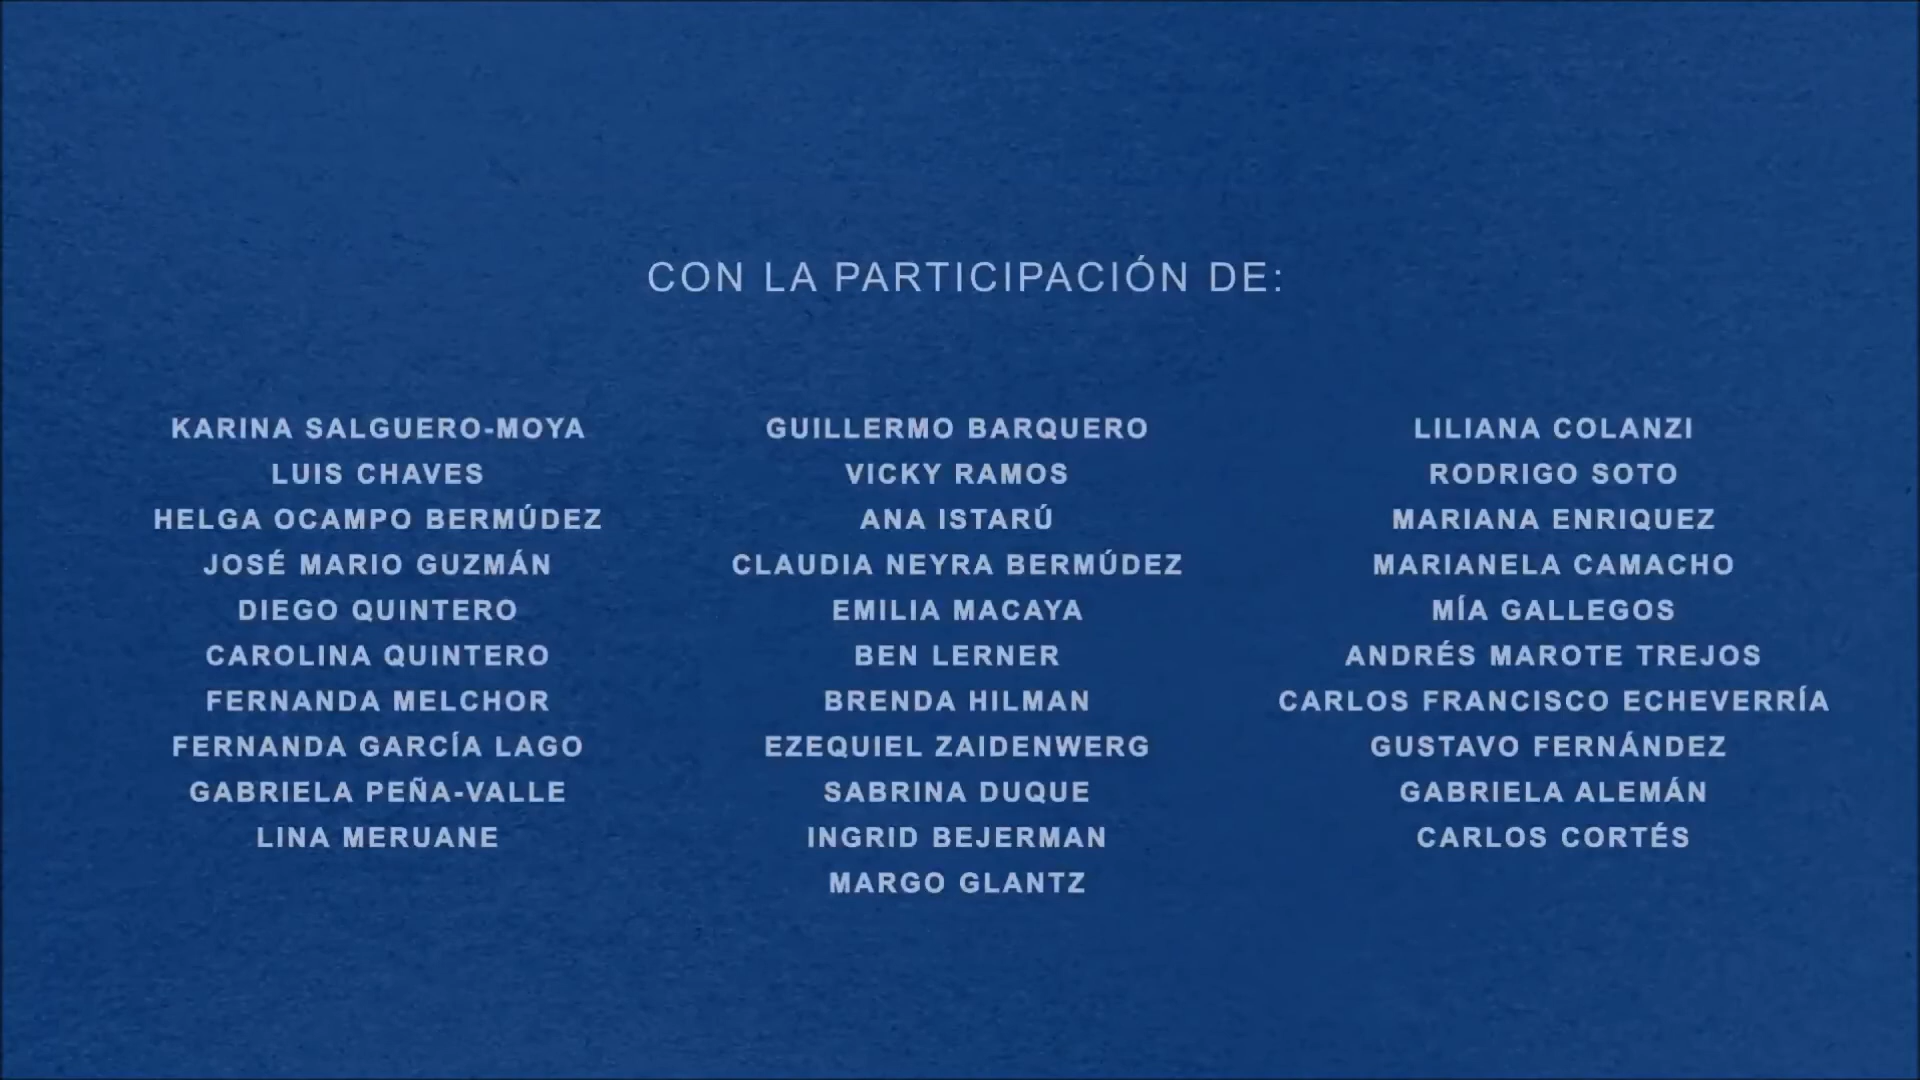 CON LA PARTICIPACIÓN DE:
KARINA SALGUERO-MOYA
LUIS CHAVES
HELGA OCAMPO BERMÚDEZ
JOSÉ MARIO GUZMÁN
DIEGO QUINTERO
CAROLINA QUINTERO
FERNANDA MELCHOR
FERNANDA GARCÍA LAGO
GABRIELA PEÑA-VALLE
LINA MERUANE
GUILLERMO BARQUERO
VICKY RAMOS
ANA ISTARÚ
CLAUDIA NEYRA BERMÚDEZ
EMILIA MACAYA
BEN LERNER
BRENDA HILMAN
EZEQUIEL ZAIDENWERG
SABRINA DUQUE
INGRID BEJERMAN
MARGO GLANTZ
LILIANA COLANZI
RODRIGO SOTO
MARIANA ENRIQUEZ
MARIANELA CAMACHO
MÍA GALLEGOS
ANDRÉS MAROTE TREJOS
CARLOS FRANCISCO ECHEVERRÍA
GUSTAVO FERNÁNDEZ
GABRIELA ALEMÁN
CARLOS CORTÉS